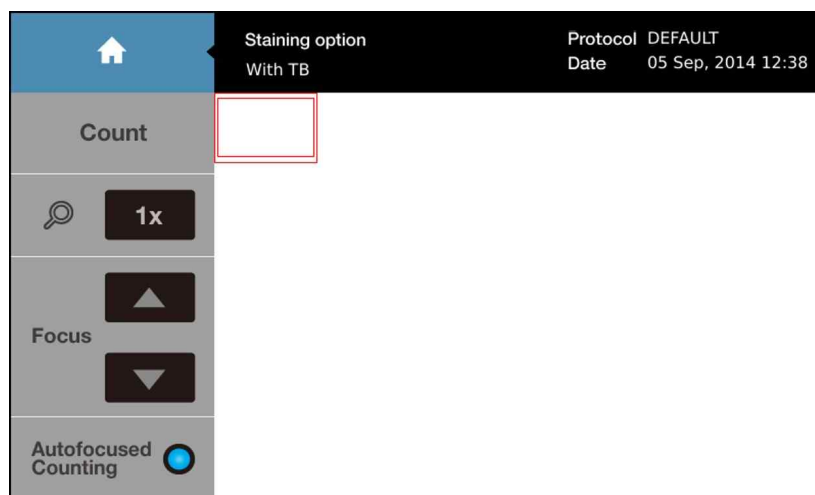 Staining option
With TB
Protocol DEFAULT
Date 05 Sep, 2014 12:38
Count
1x
Focus
Autofocused
Counting